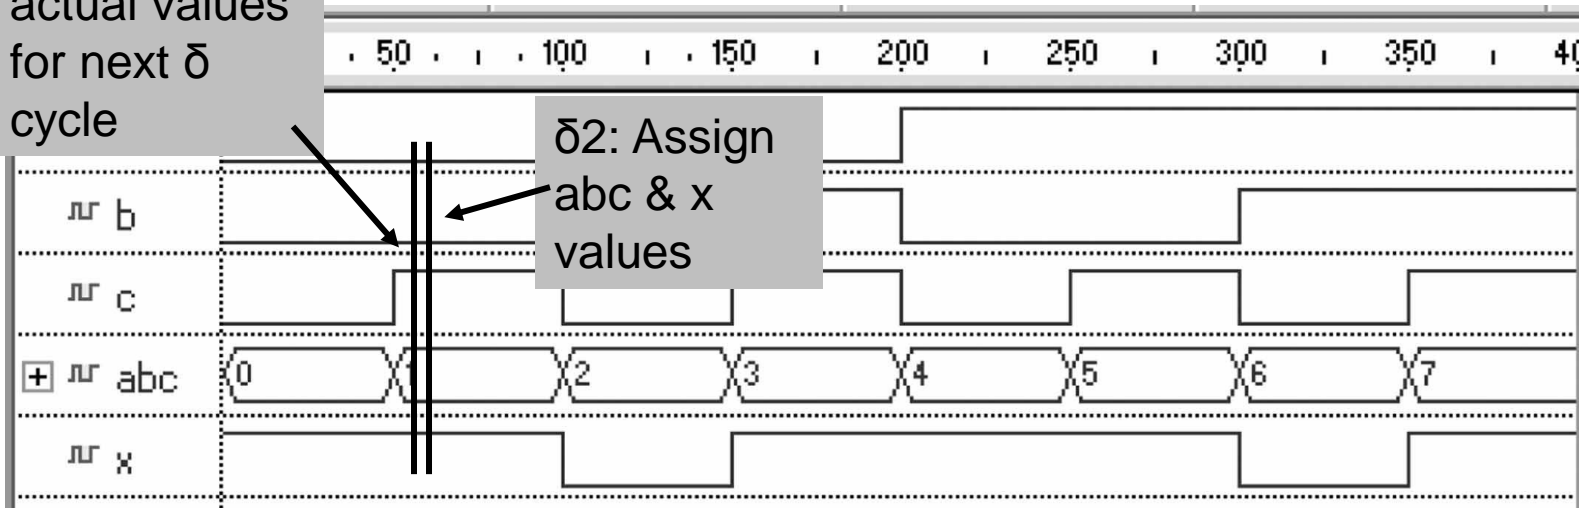 actual values
for next δ
cycle
50 100 150 200 250 300 350 40
δ2: Assign
abc & x
values
b
c
abc 0 1 2 3 4 5 6 7
x